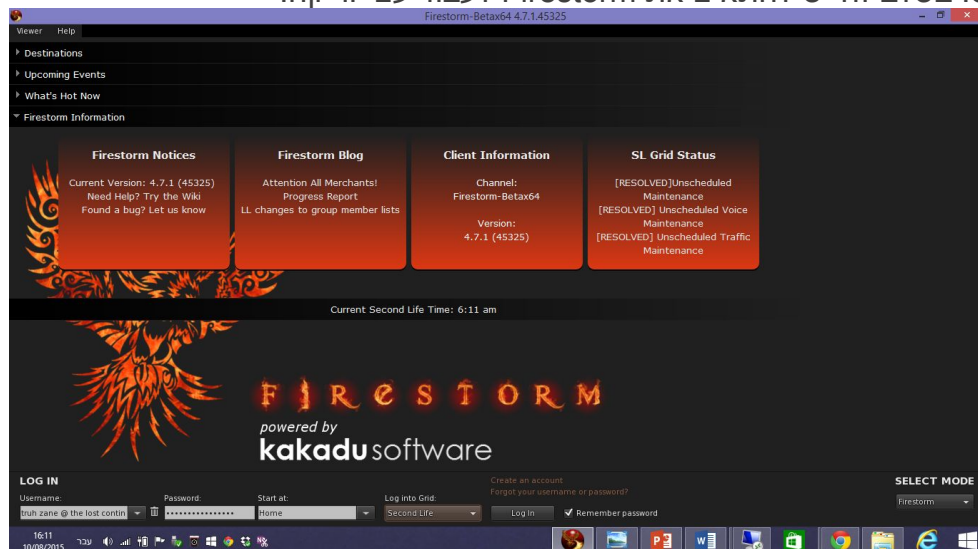 Firestorm
Firestorm-Betax64 4.7.1.45325
Viewer Help
Destinations
Upcoming Events
What's Hot Now
Firestorm Information
Firestorm Notices
Current Version: 4.7.1 (45325)
Need Help? Try the Wiki
Found a bug? Let us know
Firestorm Blog
Attention All Merchants!
Progress Report
LL changes to group member lists
Client Information
Channel:
Firestorm-Betax64
Version:
4.7.1 (45325)
SL Grid Status
[RESOLVED]Unscheduled
Maintenance
[RESOLVED] Unscheduled Voice
Maintenance
[RESOLVED] Unscheduled Traffic
Maintenance
Current Second Life Time: 6:11 am
FIRESTORM
powered by
kakadu software
LOG IN
Username:
truh zane @ the lost contin
Password:
Start at:
Home
Log into Grid:
Second Life
Create an account
Forgot your username or password?
Log In
Remember password
SELECT MODE
Firestorm
16:11
10/08/2015
עבר